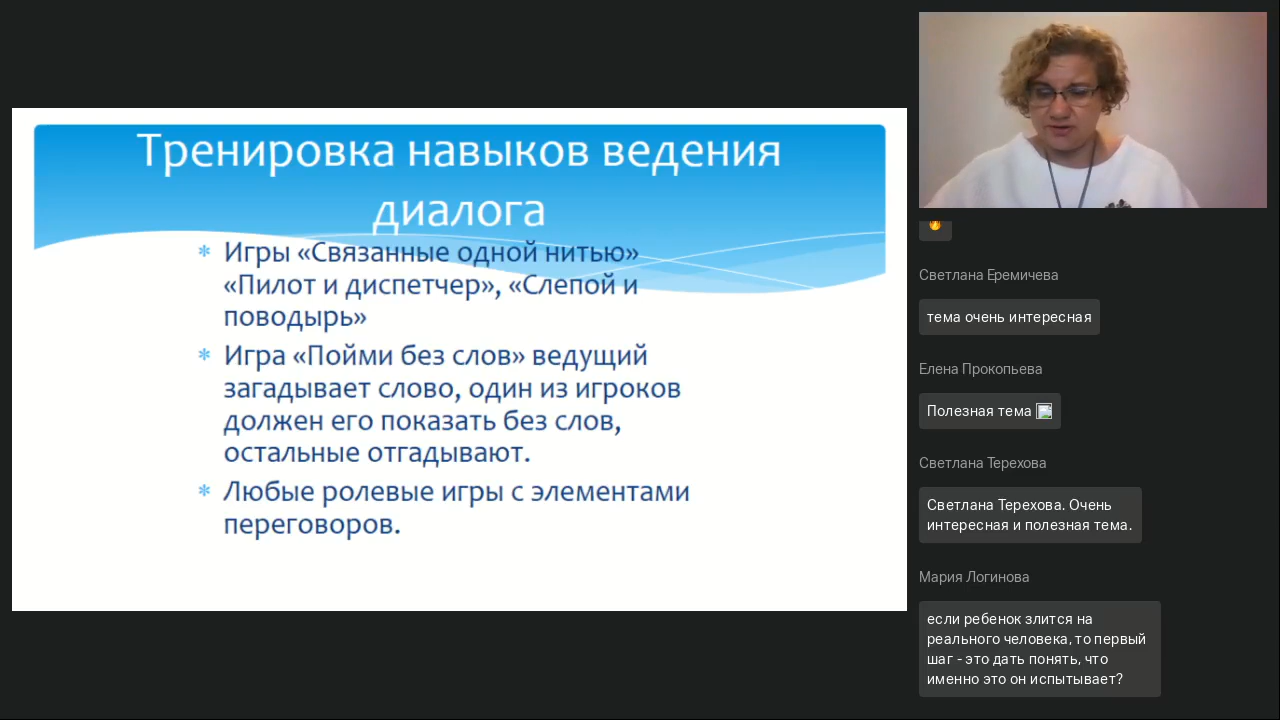 Тренировка навыков ведения
диалога
* Игры «Связанные одной нитью»
«Пилот и диспетчер», «Слепой и
поводырь»
* Игра «Пойми без слов» ведущий
загадывает слово, один из игроков
должен его показать без слов,
остальные отгадывают.
* Любые ролевые игры с элементами
переговоров.
Светлана Еремичева
тема очень интересная
Елена Прокопьева
Полезная тема
Светлана Терехова
Светлана Терехова. Очень
интересная и полезная тема.
Мария Логинова
если ребенок злится на
реального человека, то первый
шаг - это дать понять, что
именно это он испытывает?